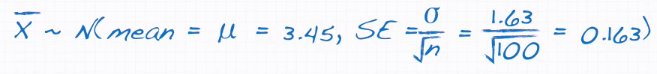 X̅ ~ N(mean = μ = 3.45, SE = σ/√n = 1.63/√100 = 0.163)